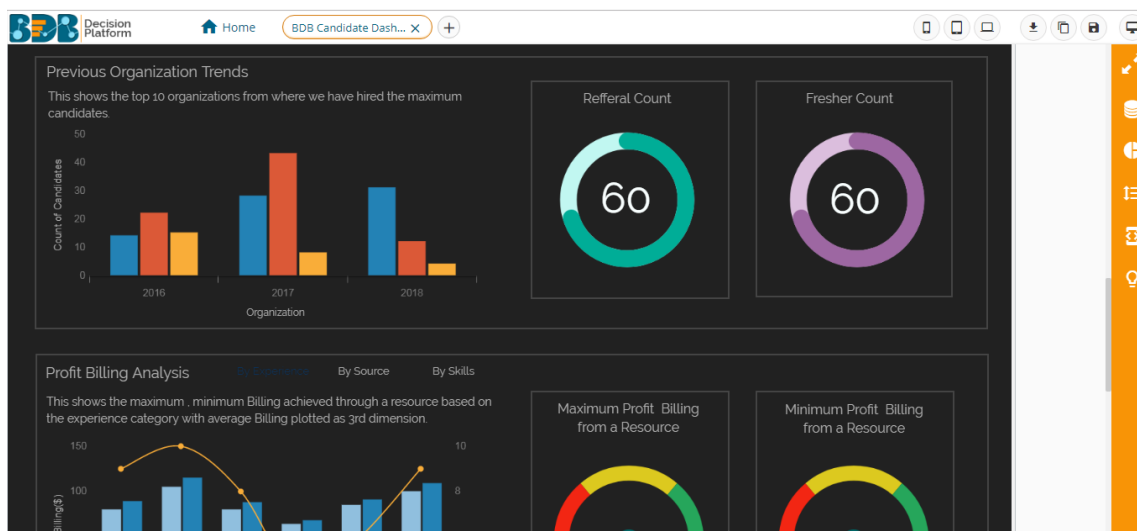 BDB Decision Platform
Home
BDB Candidate Dash... ×
Previous Organization Trends
This shows the top 10 organizations from where we have hired the maximum
candidates.
50
40
30
20
10
0
Count of Candidates
2016 2017 2018
Organization
Refferal Count
60
Fresher Count
60
Profit Billing Analysis By Experience By Source By Skills
This shows the maximum , minimum Billing achieved through a resource based on
the experience category with average Billing plotted as 3rd dimension.
150
100
Billing($)
10
8
Maximum Profit Billing
from a Resource
Minimum Profit Billing
from a Resource